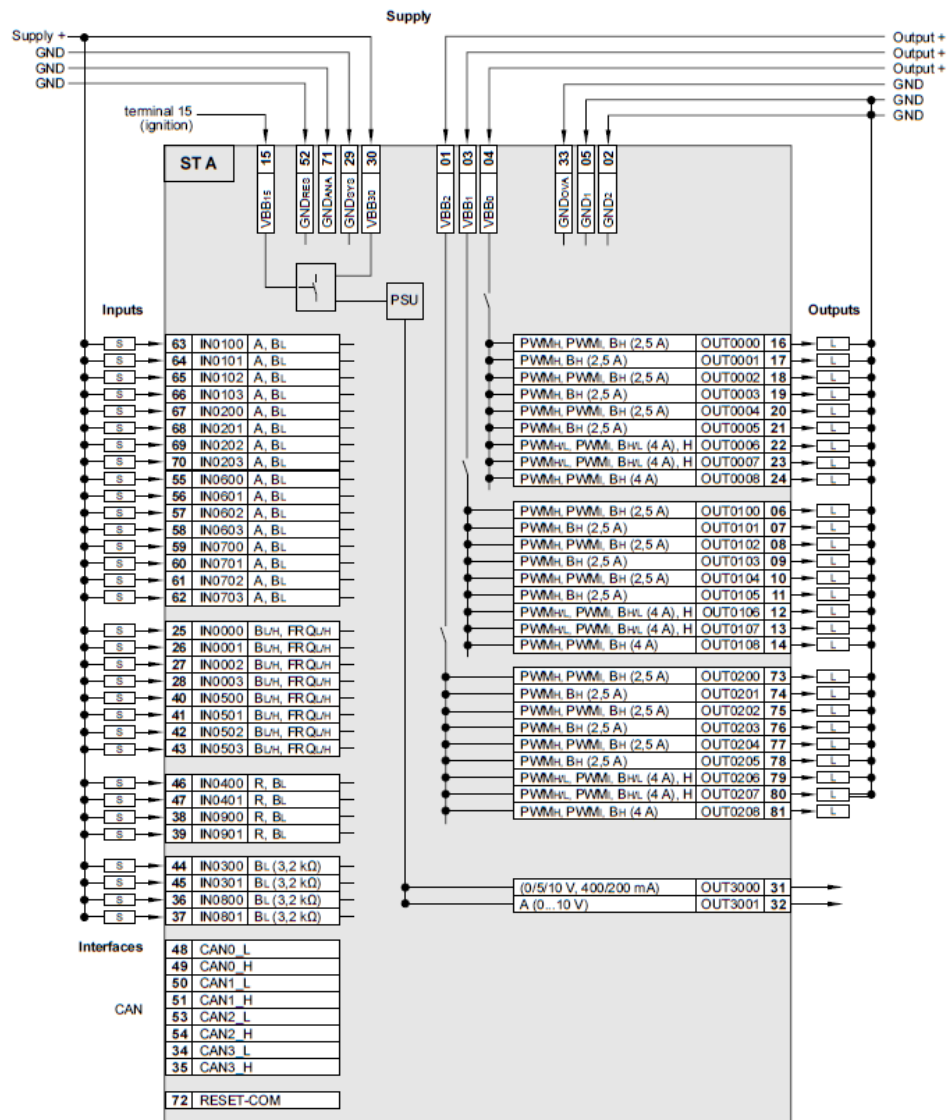 Supply
Supply +
GND
GND
GND
Output +
Output +
Output +
GND
GND
GND
terminal 15
(ignition)
ST A
15 VBB15
52 GNDRES
71 GNDANA
29 GNDSYS
30 VBB30
01 VBB2
03 VBB1
04 VBB0
33 GNDOVA
05 GND1
02 GND2
PSU
Inputs
S 63 IN0100 A, BL
S 64 IN0101 A, BL
S 65 IN0102 A, BL
S 66 IN0103 A, BL
S 67 IN0200 A, BL
S 68 IN0201 A, BL
S 69 IN0202 A, BL
S 70 IN0203 A, BL
S 55 IN0600 A, BL
S 56 IN0601 A, BL
S 57 IN0602 A, BL
S 58 IN0603 A, BL
S 59 IN0700 A, BL
S 60 IN0701 A, BL
S 61 IN0702 A, BL
S 62 IN0703 A, BL
S 25 IN0000 BL/H, FRQL/H
S 26 IN0001 BL/H, FRQL/H
S 27 IN0002 BL/H, FRQL/H
S 28 IN0003 BL/H, FRQL/H
S 40 IN0500 BL/H, FRQL/H
S 41 IN0501 BL/H, FRQL/H
S 42 IN0502 BL/H, FRQL/H
S 43 IN0503 BL/H, FRQL/H
S 46 IN0400 R, BL
S 47 IN0401 R, BL
S 38 IN0900 R, BL
S 39 IN0901 R, BL
S 44 IN0300 BL (3,2 kΩ)
S 45 IN0301 BL (3,2 kΩ)
S 36 IN0800 BL (3,2 kΩ)
S 37 IN0801 BL (3,2 kΩ)
Interfaces
CAN
48 CAN0_L
49 CAN0_H
50 CAN1_L
51 CAN1_H
53 CAN2_L
54 CAN2_H
34 CAN3_L
35 CAN3_H
72 RESET-COM
Outputs
PWMH, PWMI, BH (2,5 A) OUT0000 16 L
PWMH, BH (2,5 A) OUT0001 17 L
PWMH, PWMI, BH (2,5 A) OUT0002 18 L
PWMH, BH (2,5 A) OUT0003 19 L
PWMH, PWMI, BH (2,5 A) OUT0004 20 L
PWMH, BH (2,5 A) OUT0005 21 L
PWMH/L, PWMI, BH/L (4 A), H OUT0006 22 L
PWMH/L, PWMI, BH/L (4 A), H OUT0007 23 L
PWMH, PWMI, BH (4 A) OUT0008 24 L
PWMH, PWMI, BH (2,5 A) OUT0100 06 L
PWMH, BH (2,5 A) OUT0101 07 L
PWMH, PWMI, BH (2,5 A) OUT0102 08 L
PWMH, BH (2,5 A) OUT0103 09 L
PWMH, PWMI, BH (2,5 A) OUT0104 10 L
PWMH, BH (2,5 A) OUT0105 11 L
PWMH/L, PWMI, BH/L (4 A), H OUT0106 12 L
PWMH/L, PWMI, BH/L (4 A), H OUT0107 13 L
PWMH, PWMI, BH (4 A) OUT0108 14 L
PWMH, PWMI, BH (2,5 A) OUT0200 73 L
PWMH, BH (2,5 A) OUT0201 74 L
PWMH, PWMI, BH (2,5 A) OUT0202 75 L
PWMH, BH (2,5 A) OUT0203 76 L
PWMH, PWMI, BH (2,5 A) OUT0204 77 L
PWMH, BH (2,5 A) OUT0205 78 L
PWMH/L, PWMI, BH/L (4 A), H OUT0206 79 L
PWMH/L, PWMI, BH/L (4 A), H OUT0207 80 L
PWMH, PWMI, BH (4 A) OUT0208 81 L
(0/5/10 V, 400/200 mA) OUT3000 31
A (0...10 V) OUT3001 32